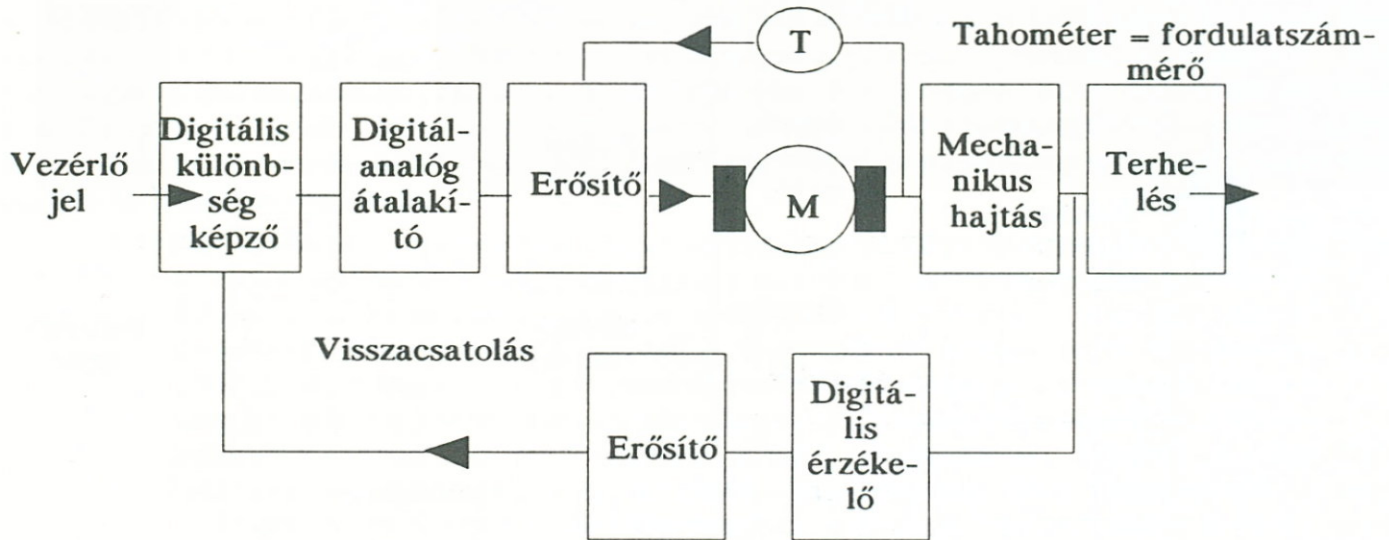 T
Tahométer = fordulatszám-
mérő
Vezérlő
jel
Digitális
különb-
ség
képző
Digitál-
analóg
átalakí-
tó
Erősítő
M
Mecha-
nikus
hajtás
Terhe-
lés
Visszacsatolás
Erősítő
Digitá-
lis
érzéke-
lő